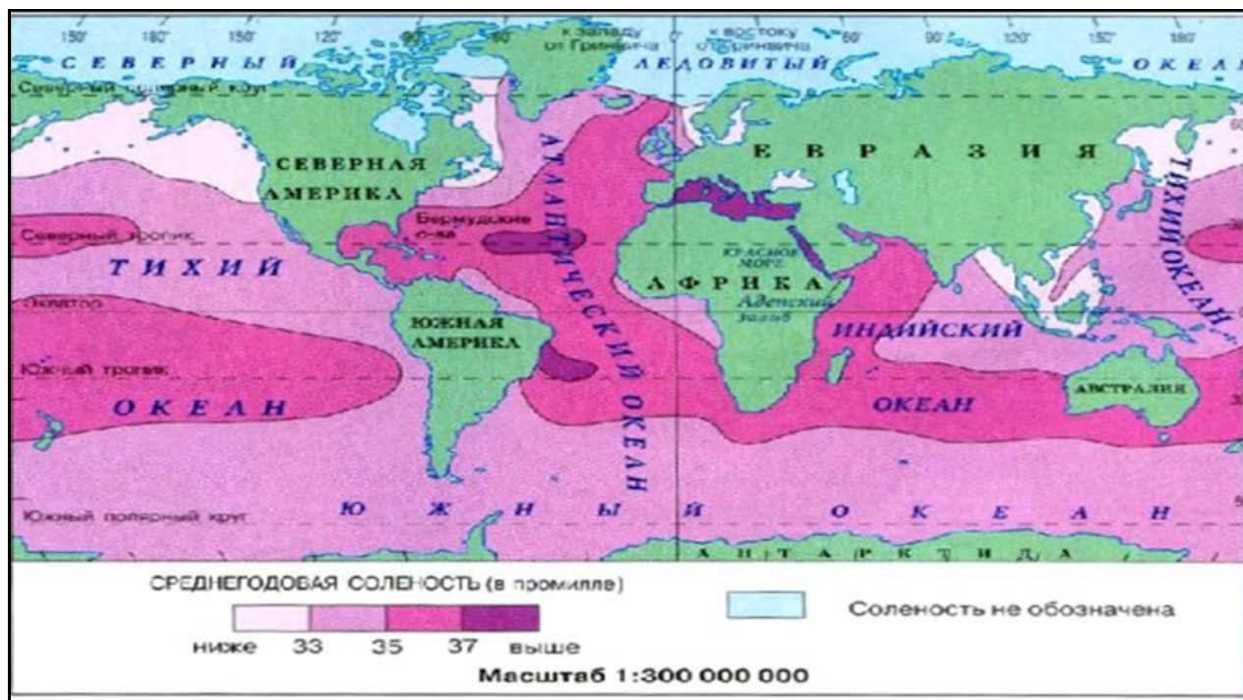 150° 180° 150° 120° 90° 60° к западу от Гринвича 0° к востоку от Гринвича 60° 90° 120° 150° 180°
СЕВЕРНЫЙ ЛЕДОВИТЫЙ ОКЕАН
Северный полярный круг
СЕВЕРНАЯ
АМЕРИКА
ЕВРАЗИЯ
АТЛАНТИЧЕСКИЙ ОКЕАН
ТИХИЙ ОКЕАН
Бермудские
о-ва
Северный тропик
КРАСНОЕ
МОРЕ
ТИХИЙ
АФРИКА
Экватор
Аденский
залив
ЮЖНАЯ
АМЕРИКА
ИНДИЙСКИЙ
Южный тропик
АВСТРАЛИЯ
ОКЕАН
ОКЕАН
Южный полярный круг
ЮЖНЫЙ ОКЕАН
АНТАРКТИДА
СРЕДНЕГОДОВАЯ СОЛЕНОСТЬ (в промилле)
ниже 33 35 37 выше
Соленость не обозначена
Масштаб 1:300 000 000